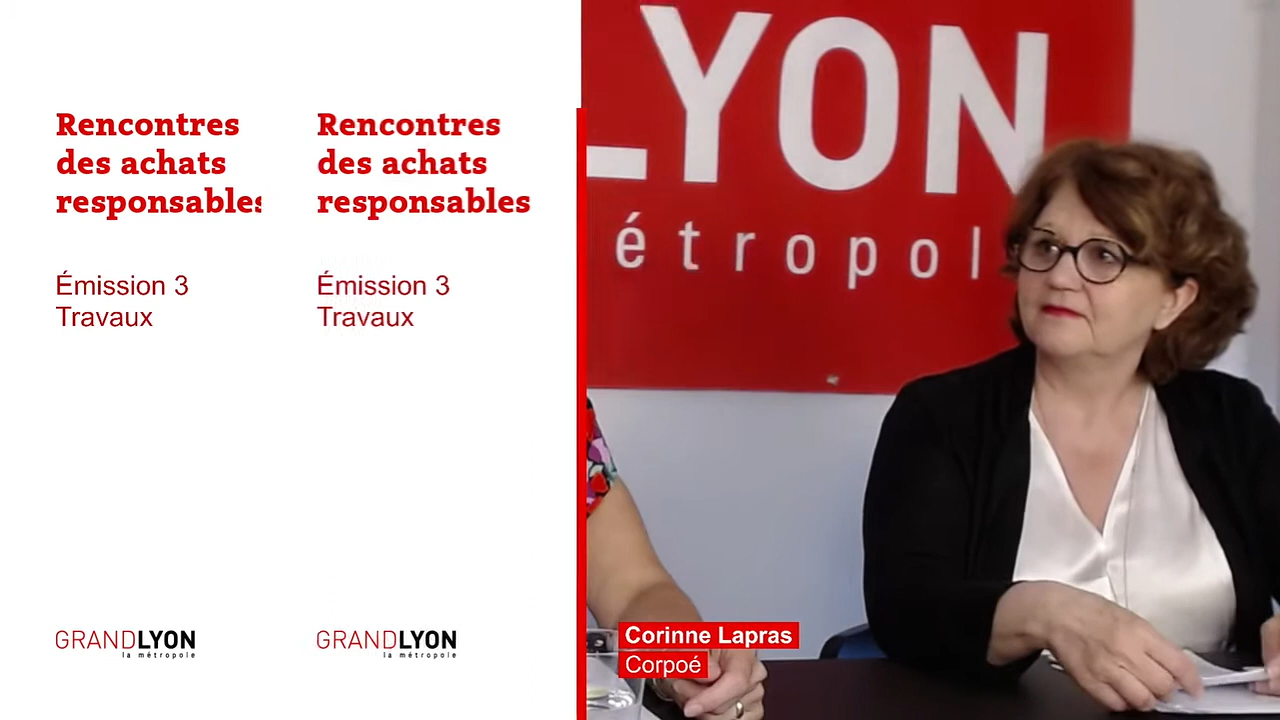 Rencontres
des achats
responsables
Émission 3
Travaux
GRANDLYON
la métropole
Rencontres
des achats
responsables
Émission 3
Travaux
GRANDLYON
la métropole
LYON
étropol
Corinne Lapras
Corpoé